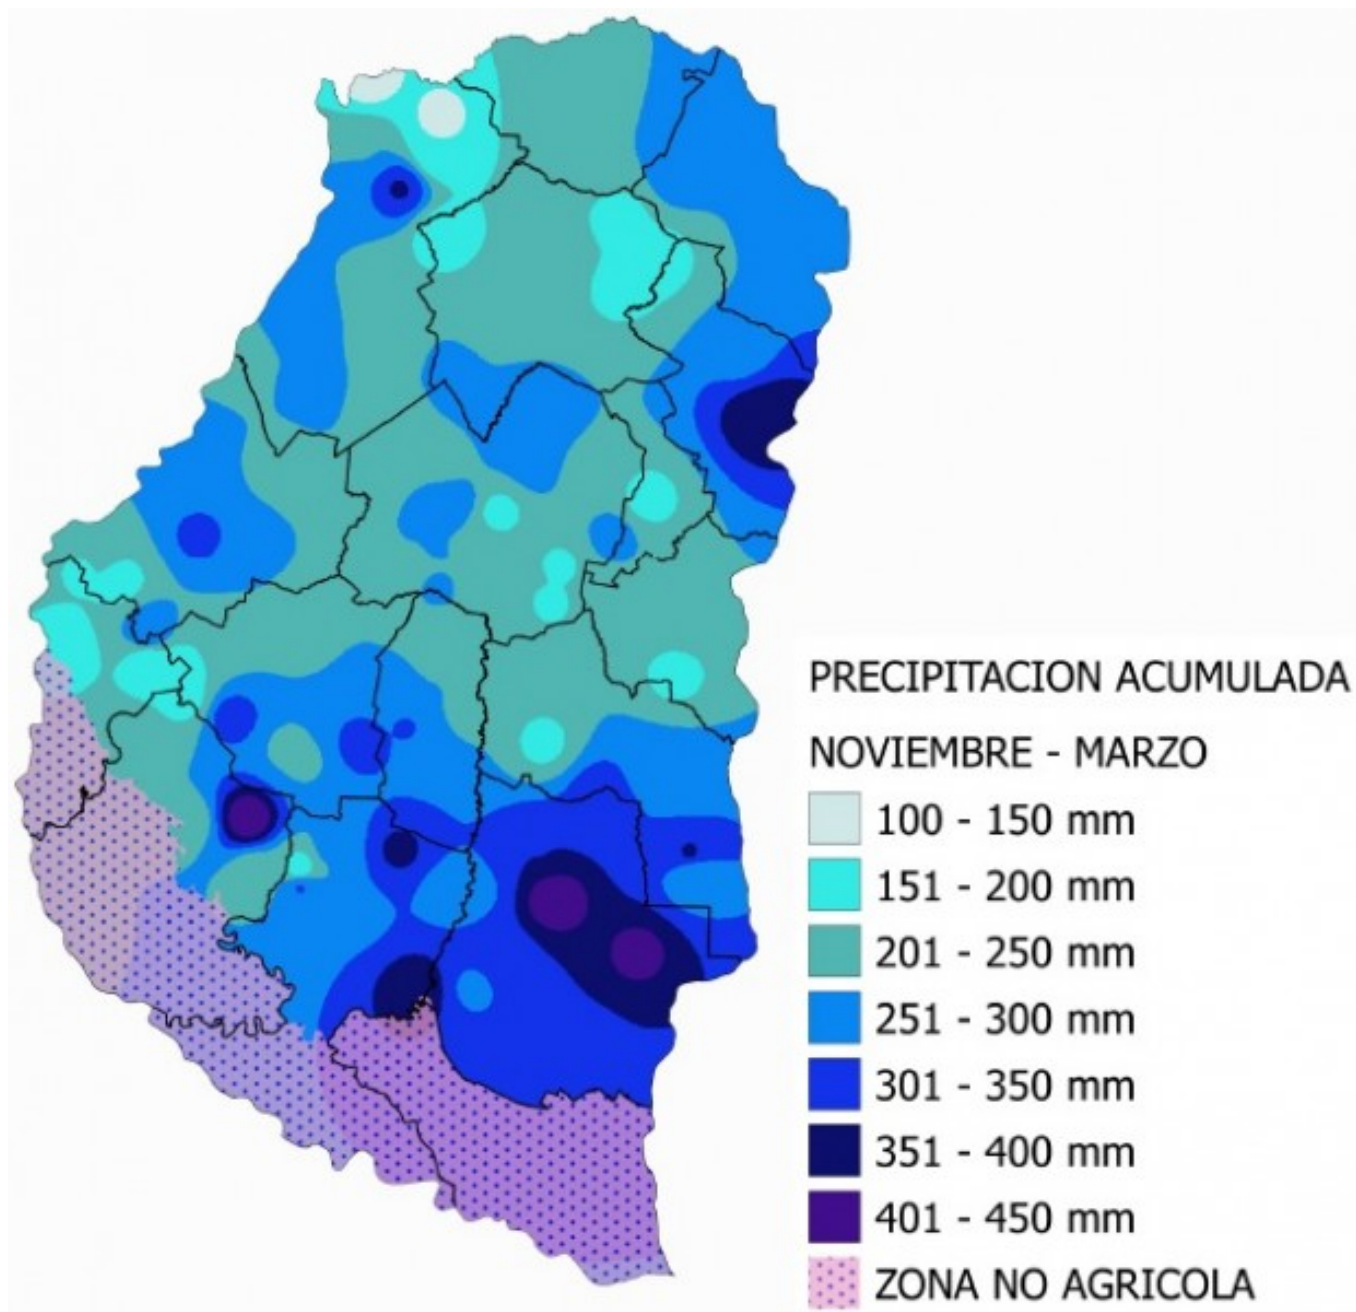 PRECIPITACION ACUMULADA
NOVIEMBRE - MARZO
100 - 150 mm
151 - 200 mm
201 - 250 mm
251 - 300 mm
301 - 350 mm
351 - 400 mm
401 - 450 mm
ZONA NO AGRICOLA